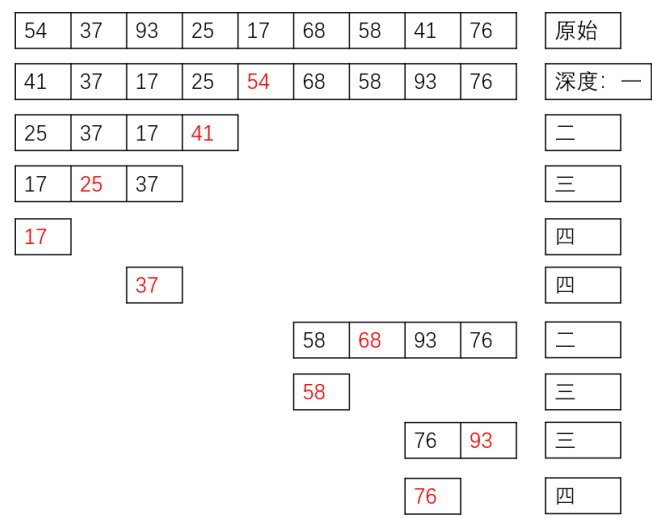 54 37 93 25 17 68 58 41 76 原始
41 37 17 25 54 68 58 93 76 深度: 一
25 37 17 41 二
17 25 37 三
17 四
37 四
58 68 93 76 二
58 三
76 93 三
76 四